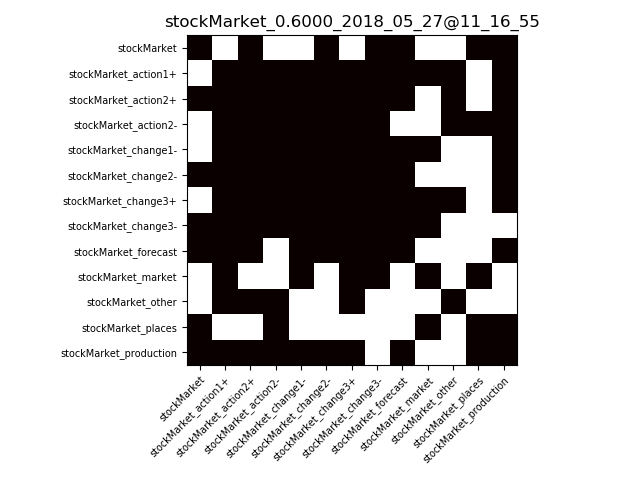 stockMarket_0.6000_2018_05_27@11_16_55
stockMarket
stockMarket_action1+
stockMarket_action2+
stockMarket_action2-
stockMarket_change1-
stockMarket_change2-
stockMarket_change3+
stockMarket_change3-
stockMarket_forecast
stockMarket_market
stockMarket_other
stockMarket_places
stockMarket_production
stockMarket
stockMarket_action1+
stockMarket_action2+
stockMarket_action2-
stockMarket_change1-
stockMarket_change2-
stockMarket_change3+
stockMarket_change3-
stockMarket_forecast
stockMarket_market
stockMarket_other
stockMarket_places
stockMarket_production